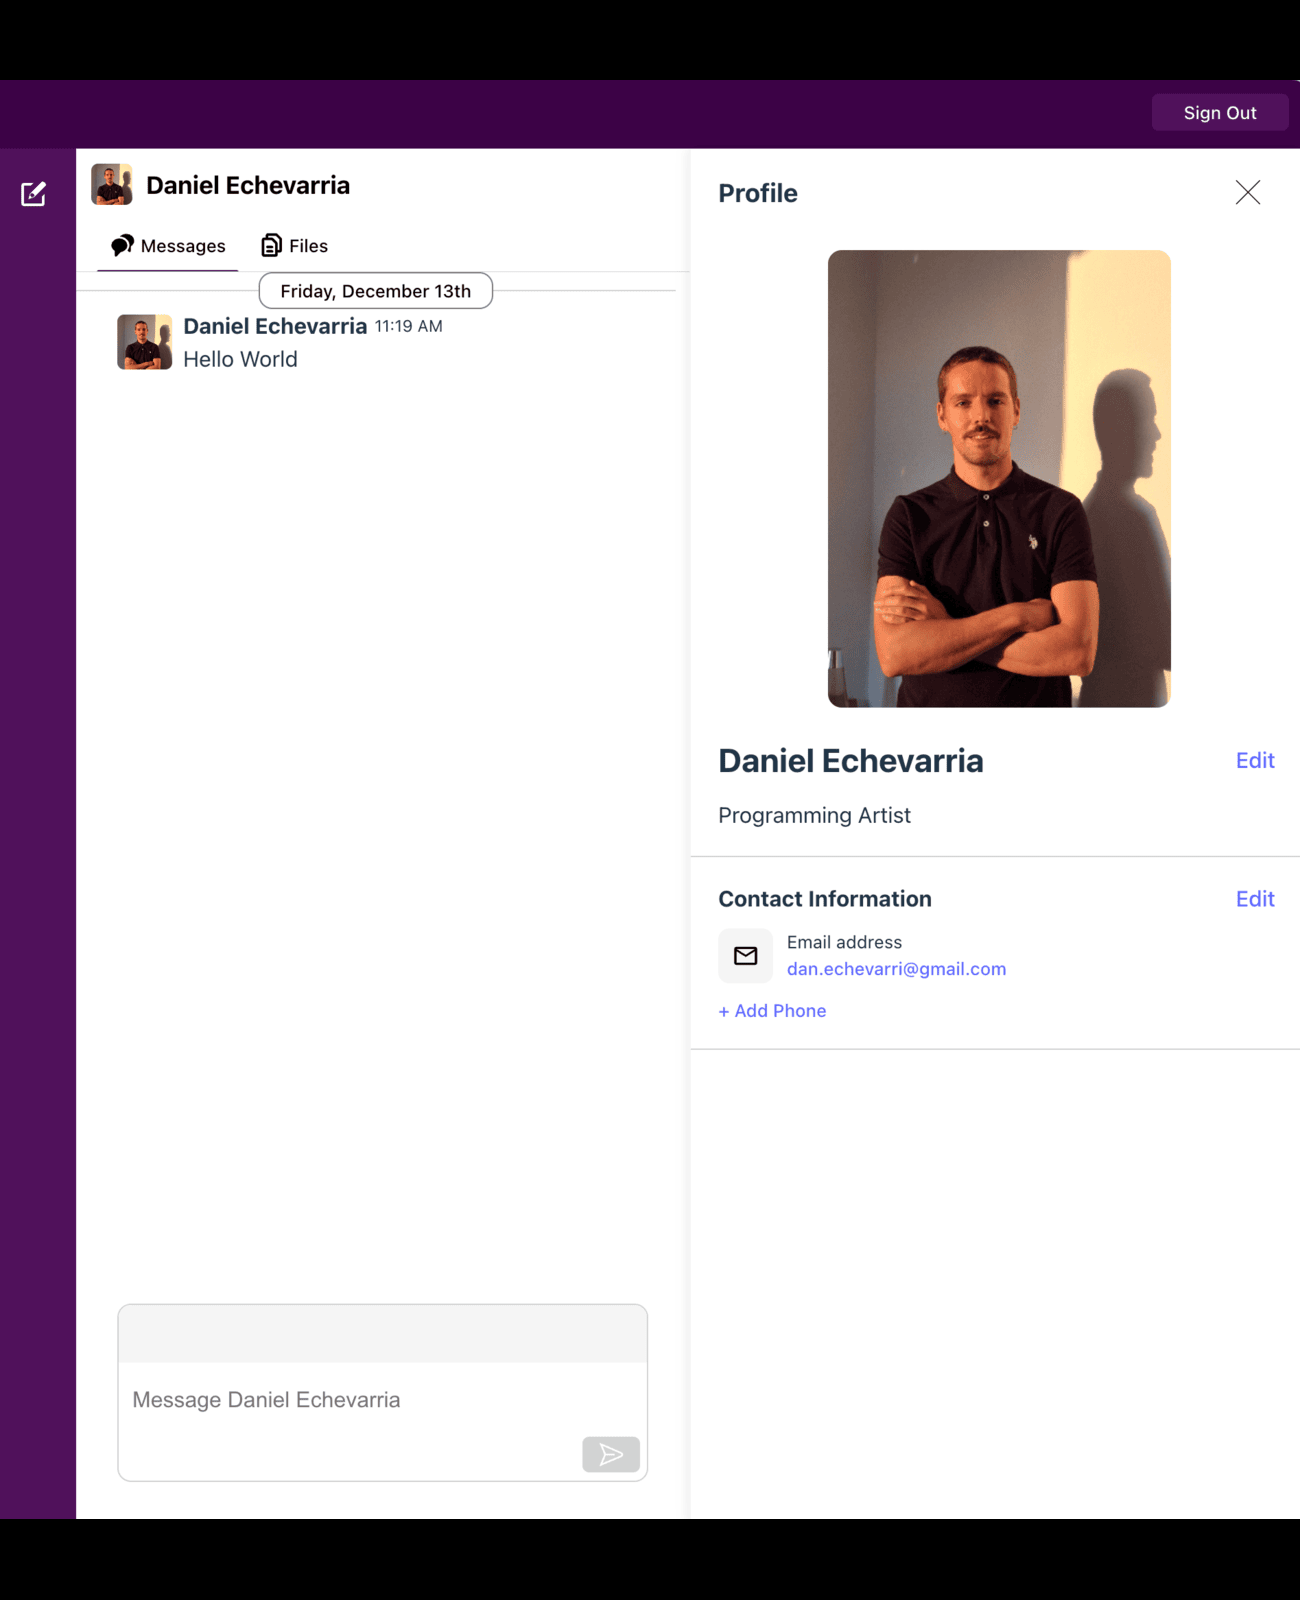 Sign Out
Daniel Echevarria
Messages
Files
Friday, December 13th
Daniel Echevarria 11:19 AM
Hello World
Message Daniel Echevarria
Profile
Daniel Echevarria
Edit
Programming Artist
Contact Information
Edit
Email address
dan.echevarri@gmail.com
+ Add Phone